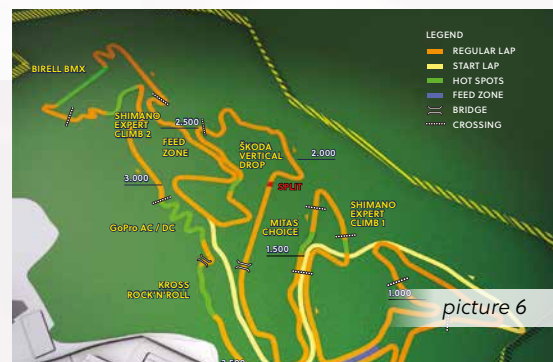 LEGEND
REGULAR LAP
START LAP
HOT SPOTS
FEED ZONE
BRIDGE
CROSSING
BIRELL BMX
SHIMANO
EXPERT
CLIMB 2
2,500
FEED
ZONE
ŠKODA
VERTICAL
DROP
2.000
3.000
SPLIT
GoPro AC / DC
MITAS
CHOICE
1.500
SHIMANO
EXPERT
CLIMB 1
KROSS
ROCK'N'ROLL
1.000
picture 6